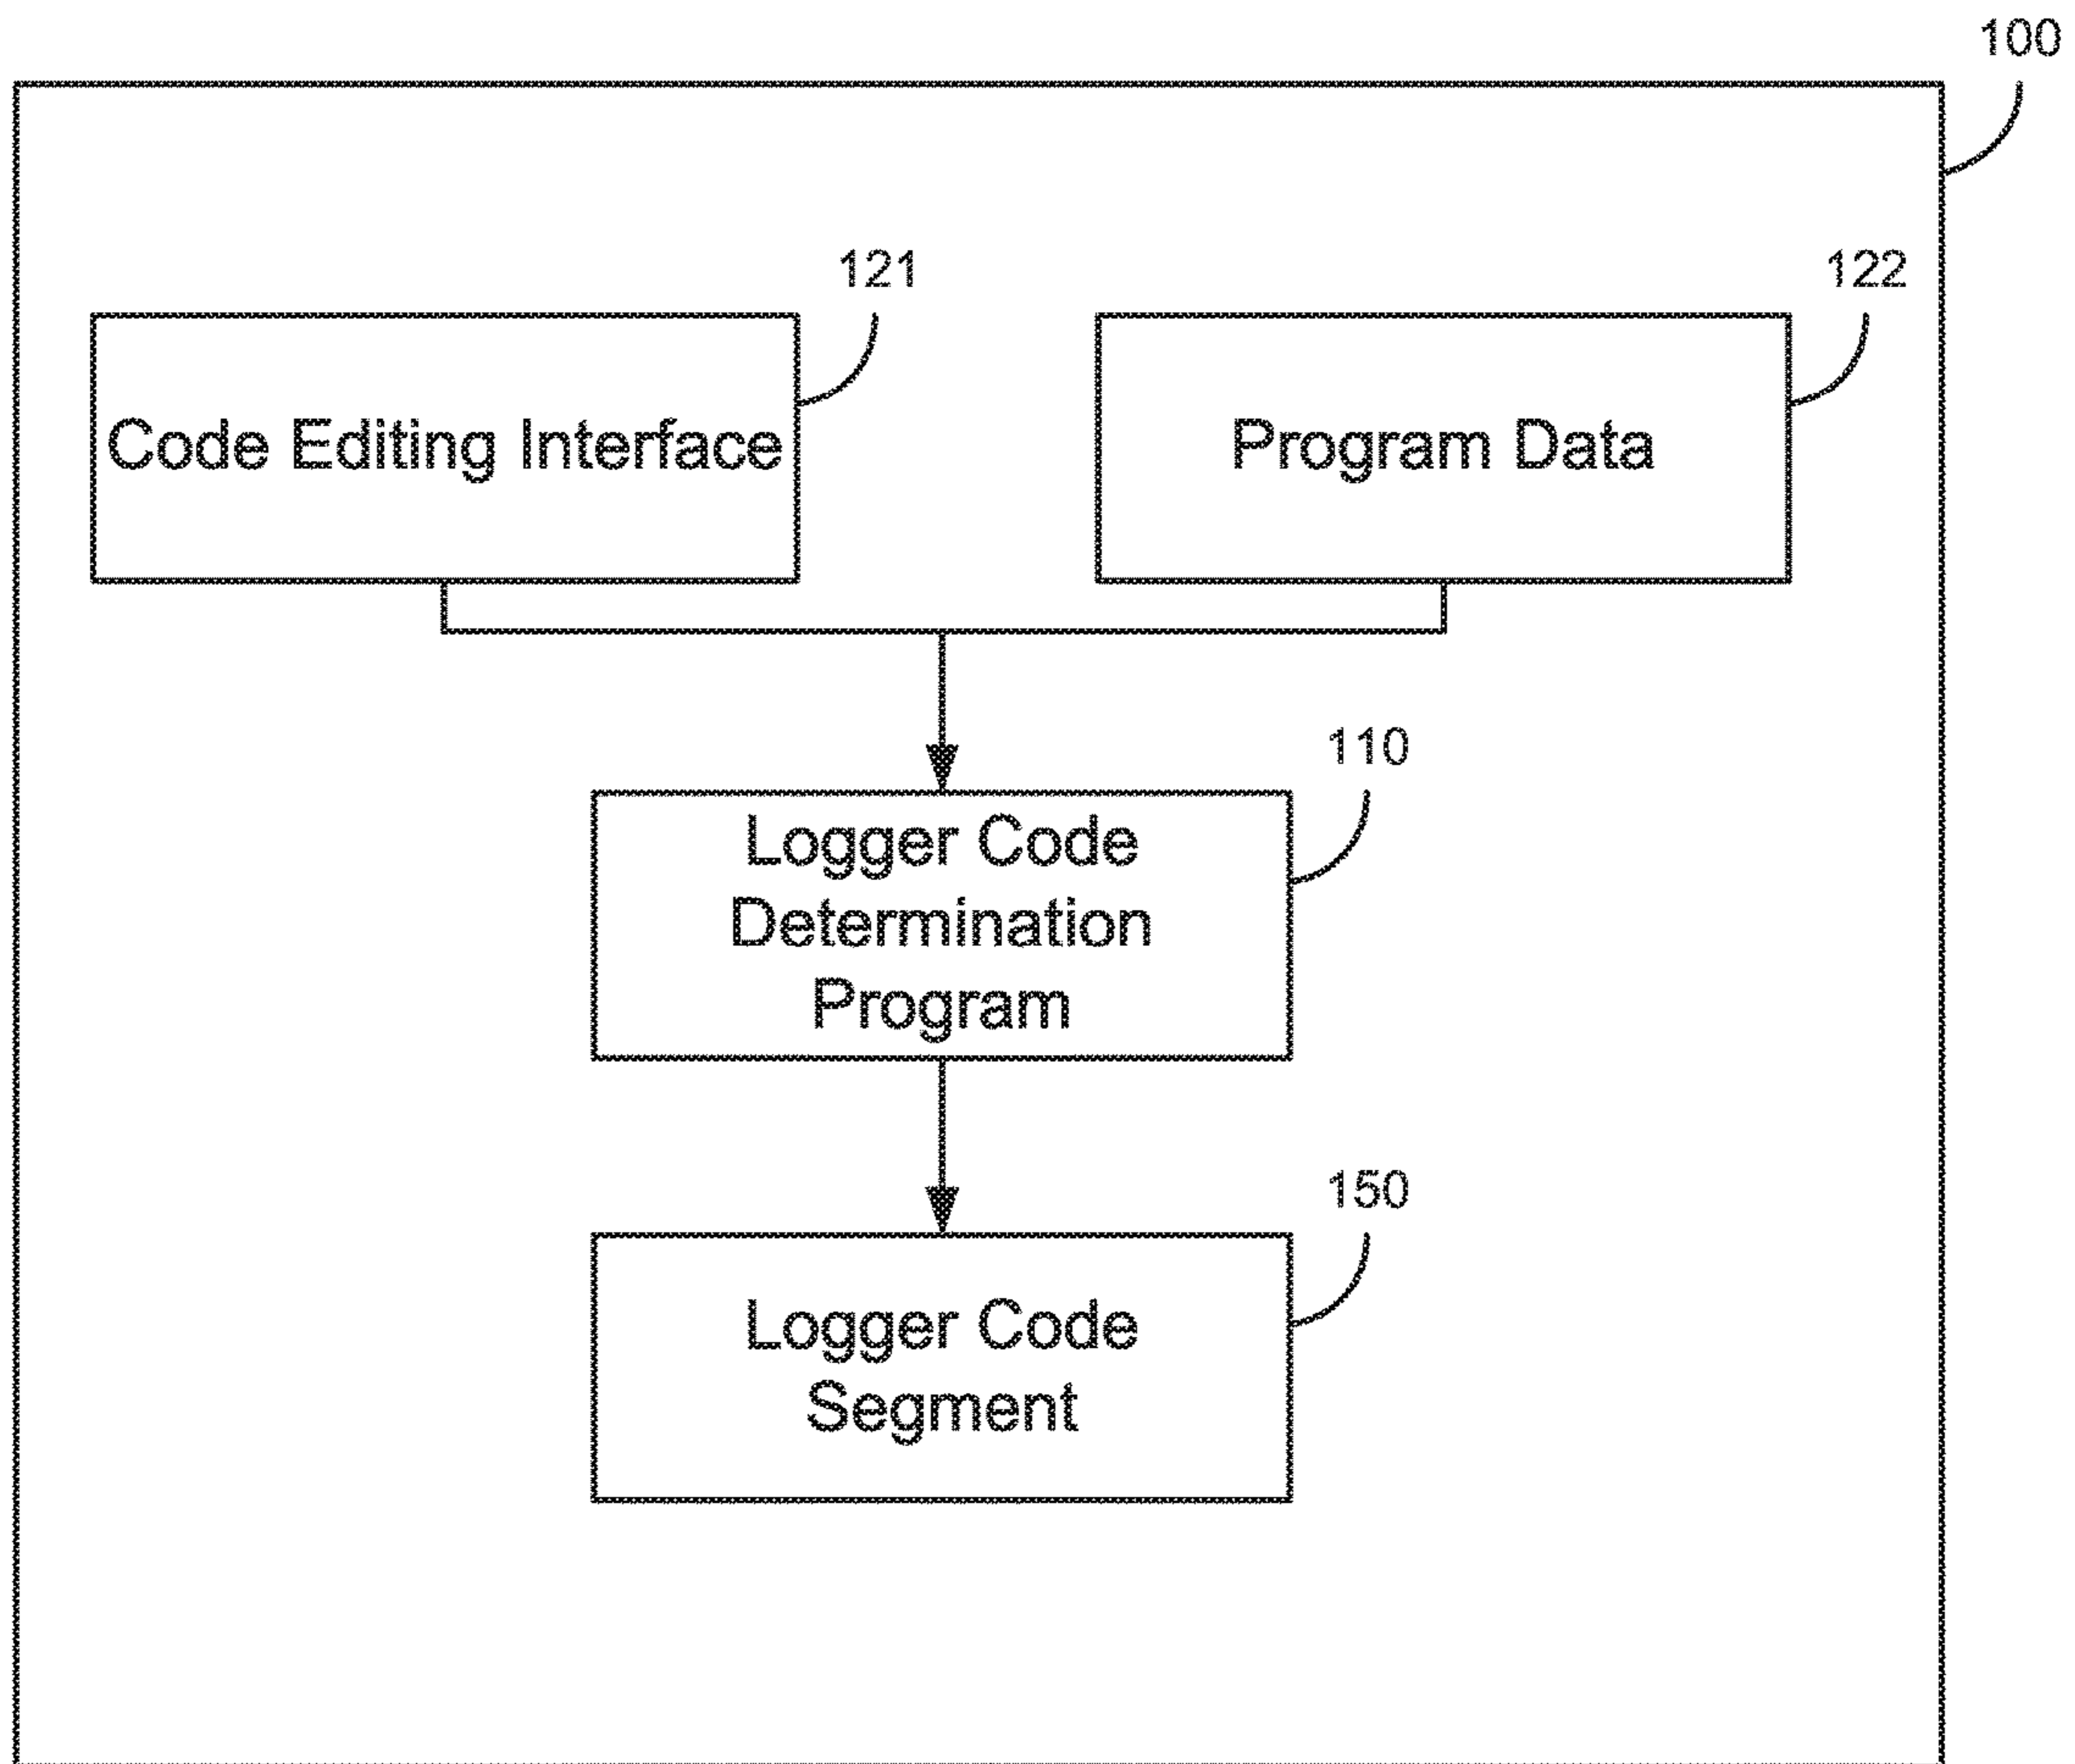 100
121
122
Code Editing Interface
Program Data
110
Logger Code
Determination
Program
150
Logger Code
Segment